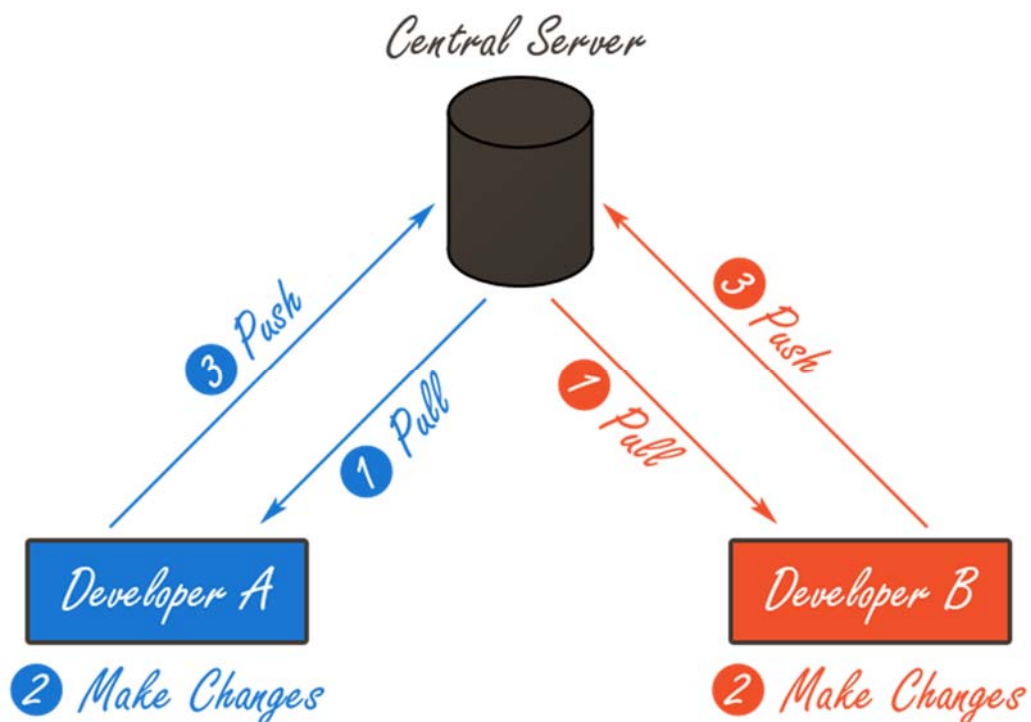 Central Server
3 Push
1 Pull
1 Pull
3 Push
Developer A
Developer B
2 Make Changes
2 Make Changes